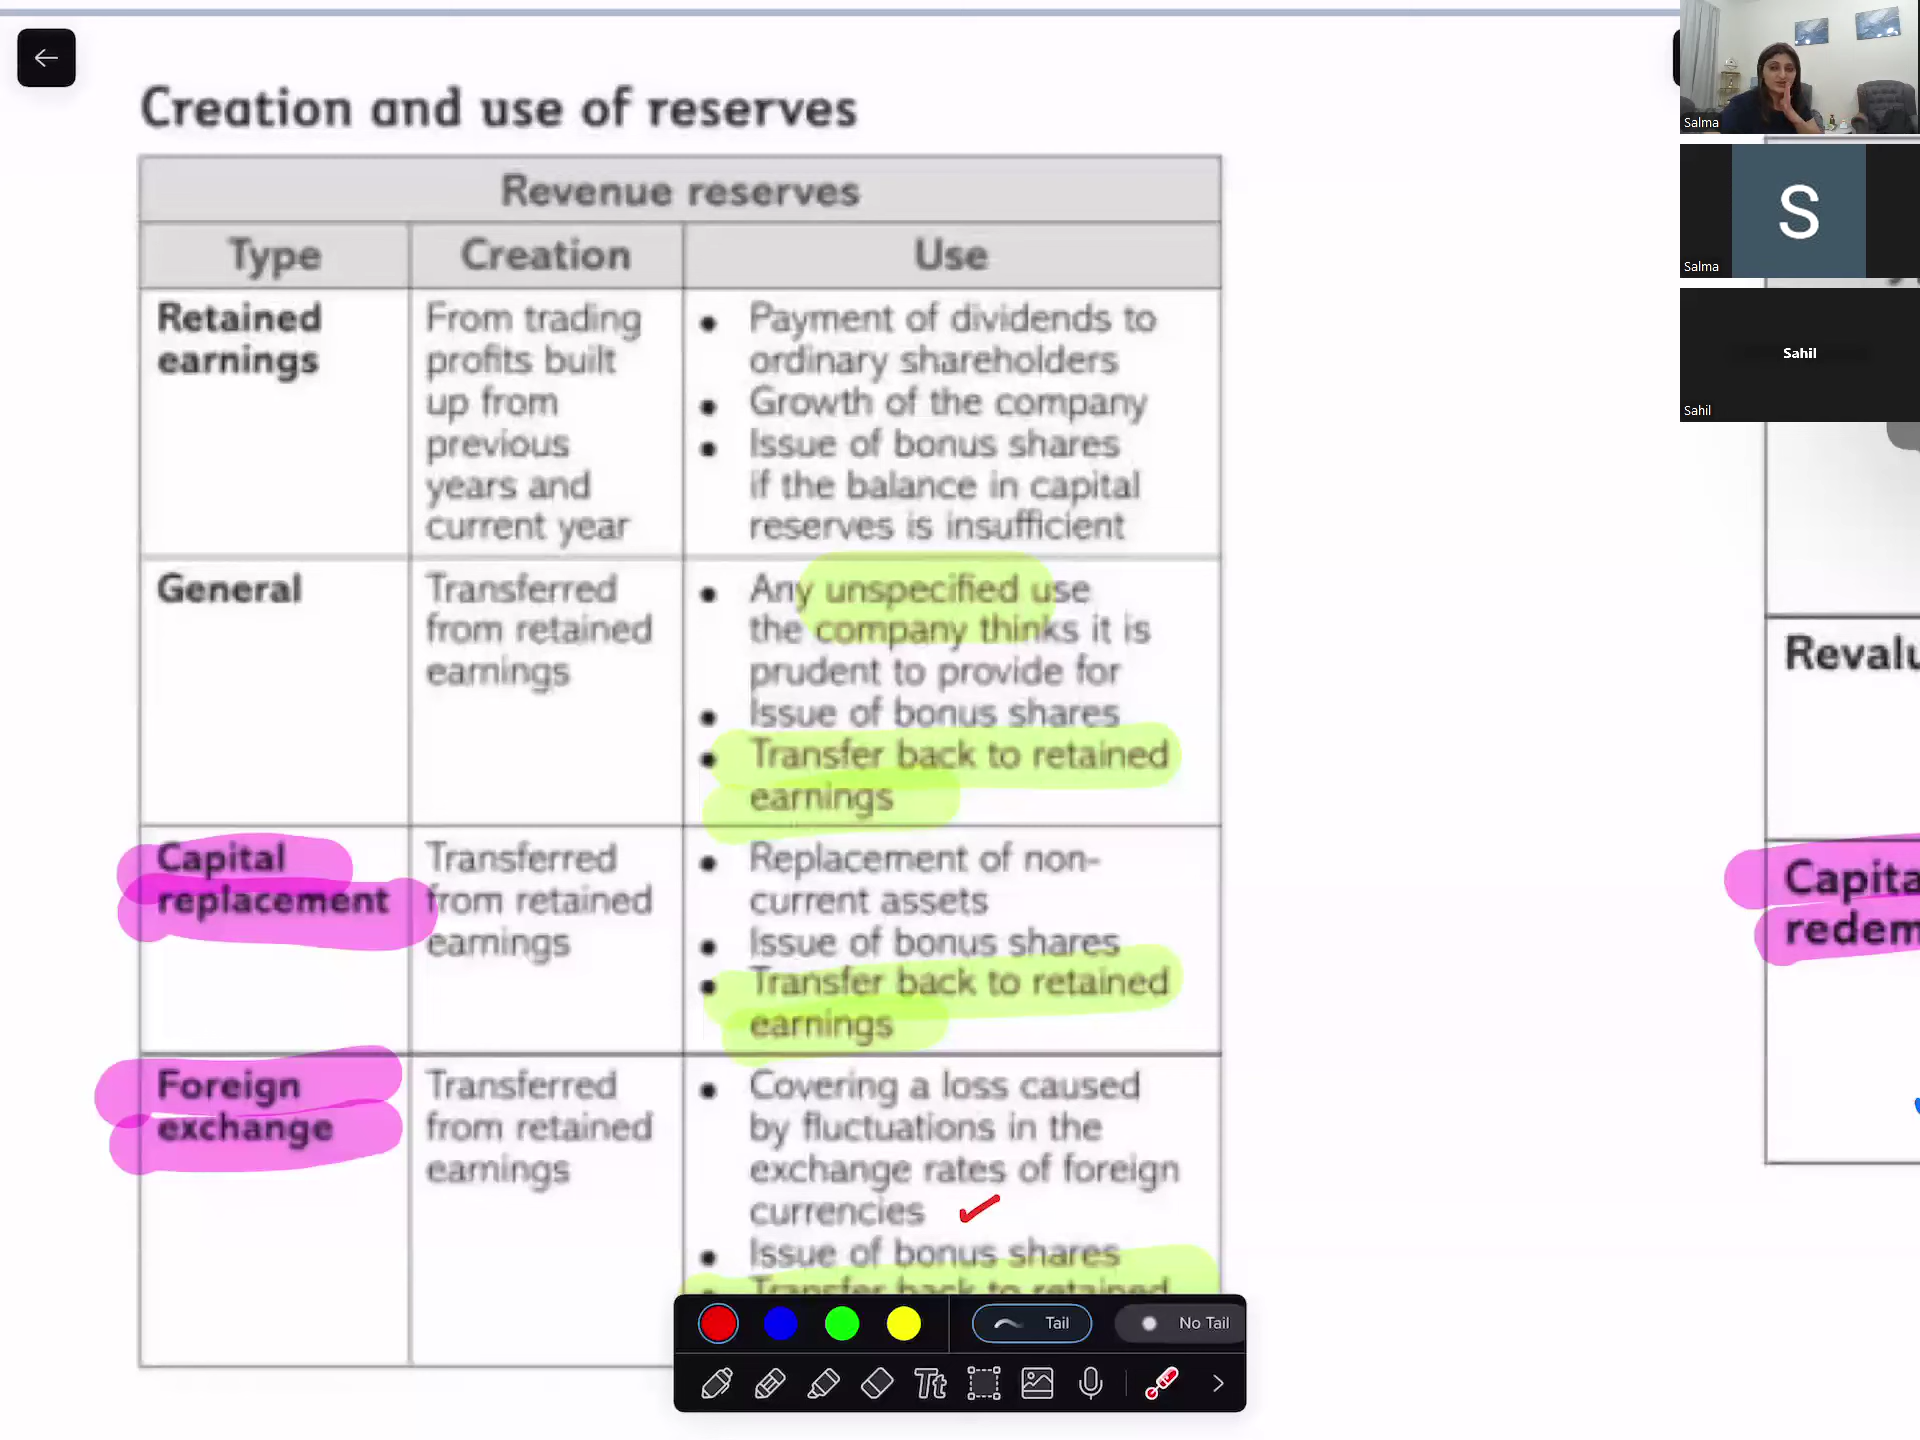 Creation and use of reserves
Revenue reserves
Type
Creation
Use
Retained
earnings
From trading
profits built
up from
previous
years and
current year
• Payment of dividends to
ordinary shareholders
• Growth of the company
• Issue of bonus shares
if the balance in capital
reserves is insufficient
General
Transferred
from retained
earnings
• Any unspecified use
the company thinks it is
prudent to provide for
• Issue of bonus shares
• Transfer back to retained
earnings
Capital
replacement
Transferred
from retained
earnings
• Replacement of non-
current assets
• Issue of bonus shares
• Transfer back to retained
earnings
Foreign
exchange
Transferred
from retained
earnings
• Covering a loss caused
by fluctuations in the
exchange rates of foreign
currencies
• Issue of bonus shares
• Transfer back to retained
Tail
No Tail
Tt
Salma
S
Salma
Sahil
Sahil
Revalu
Capita
redem